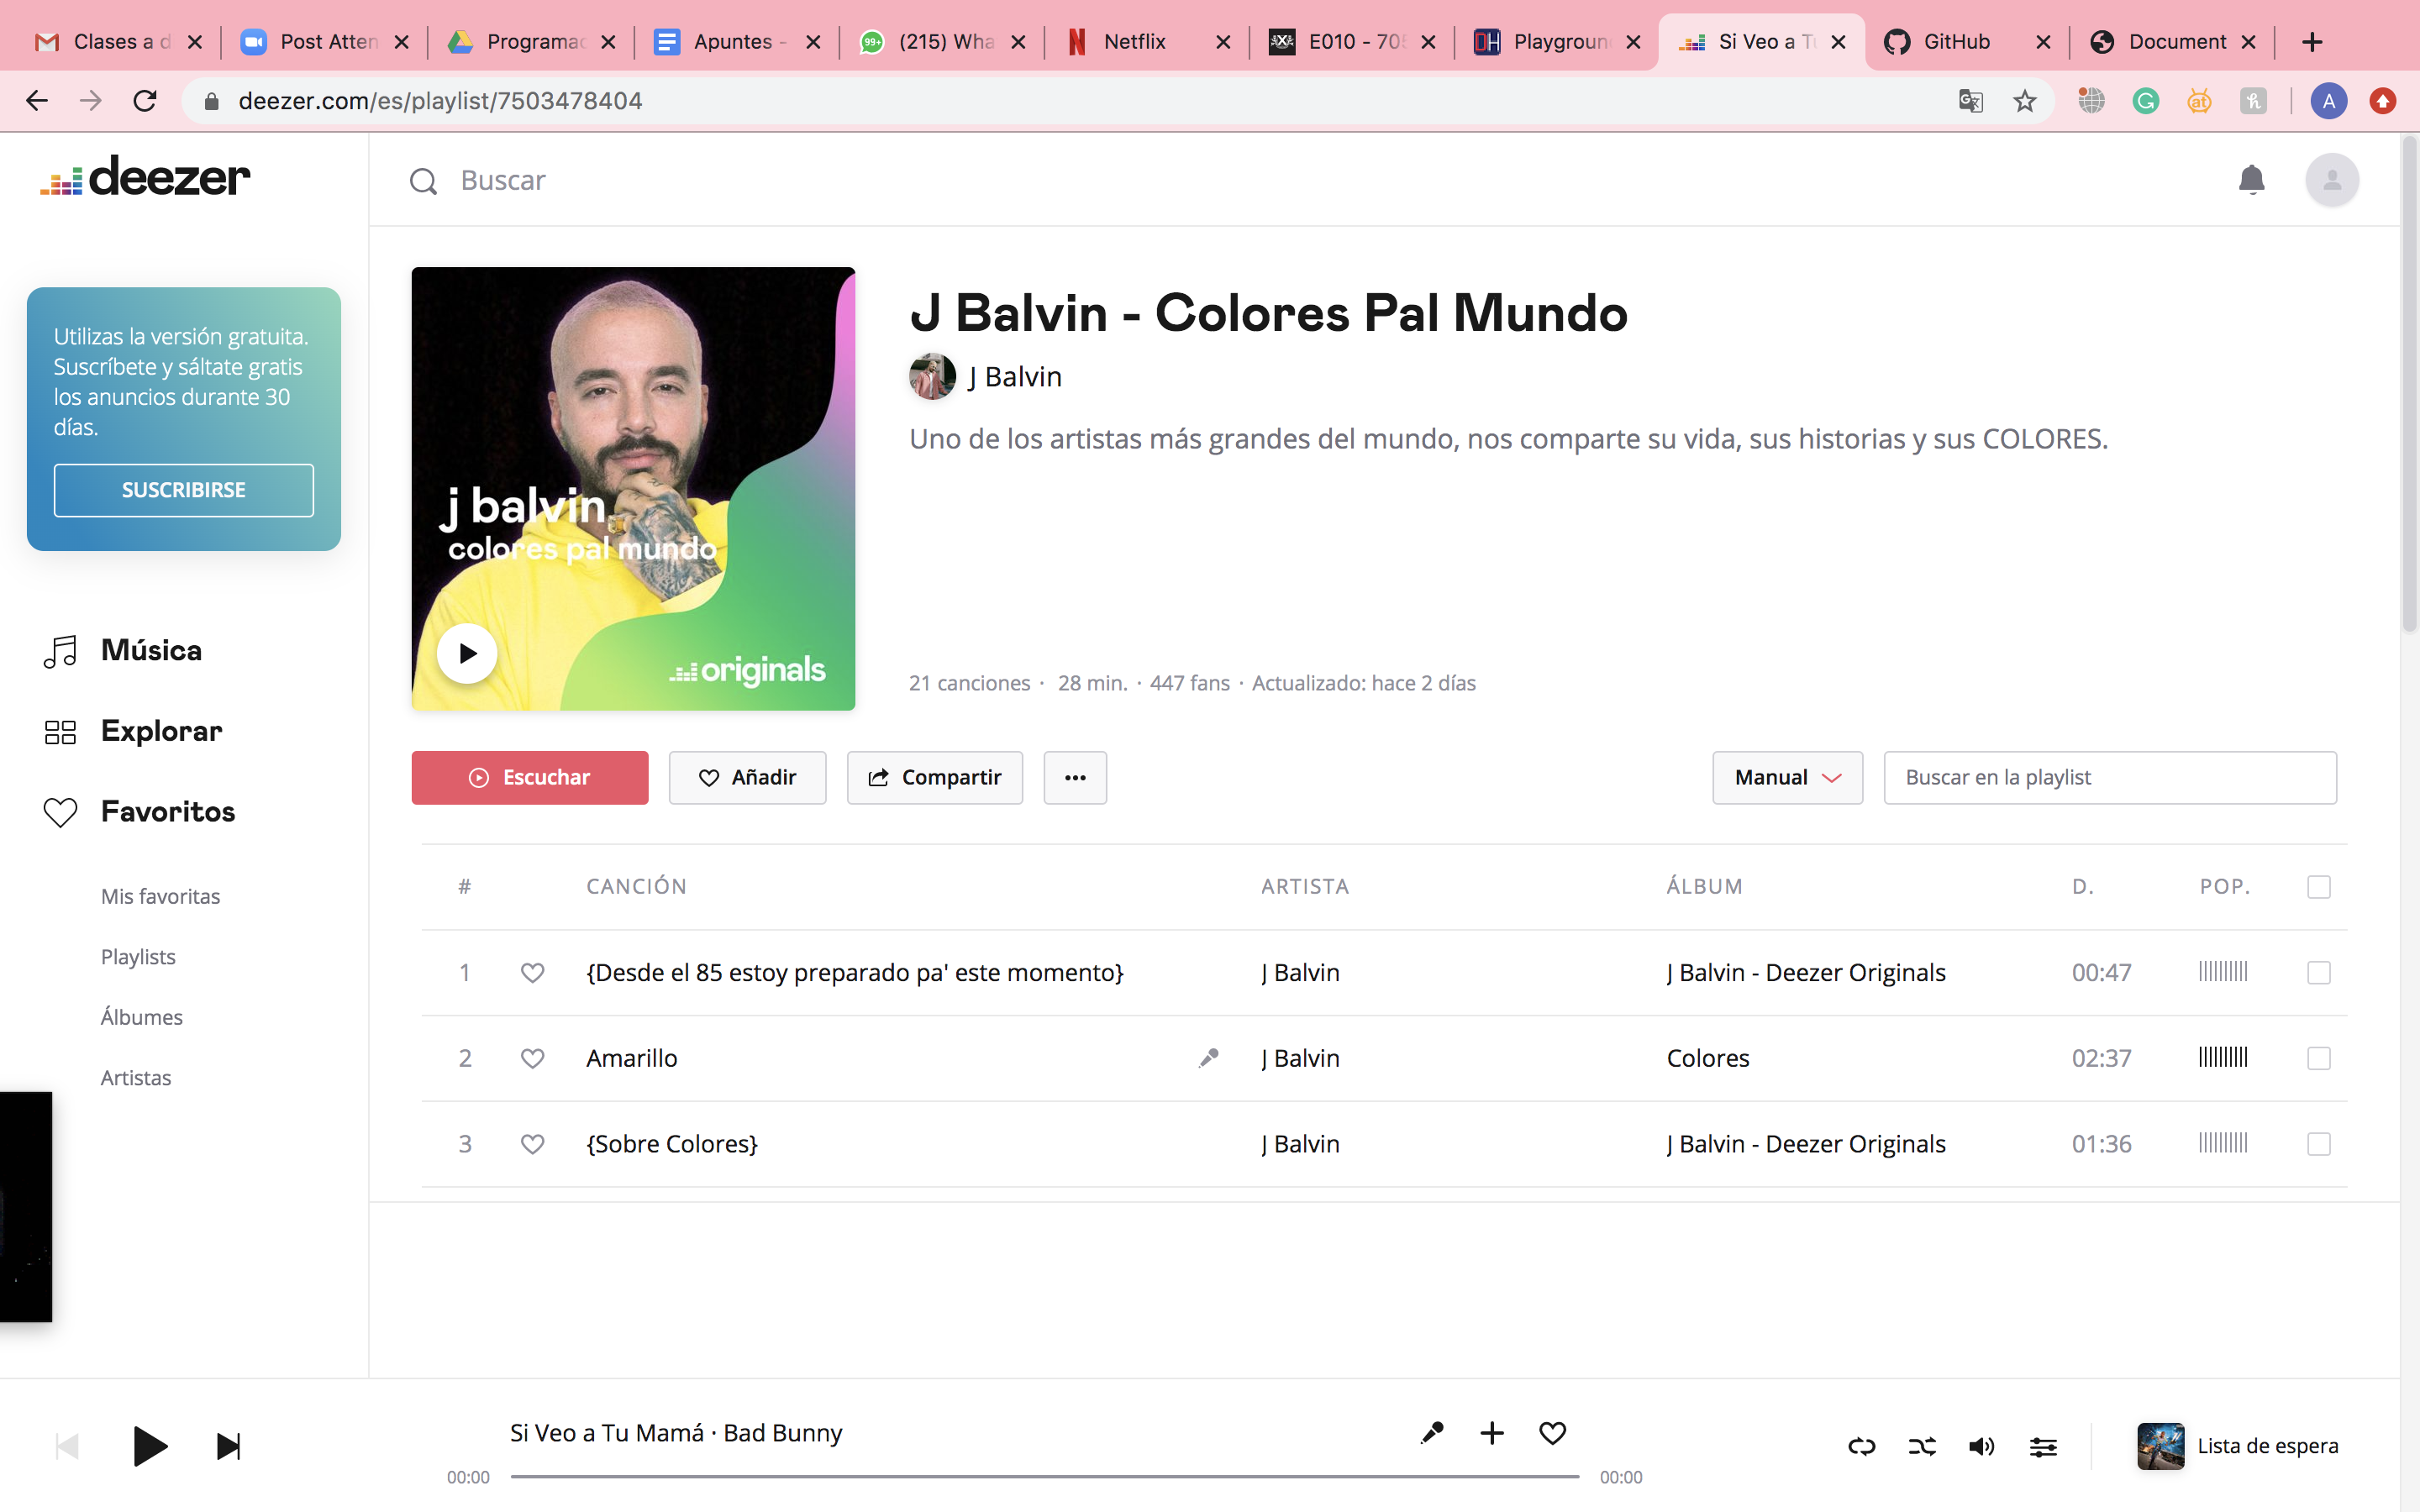 Clases a d
Post Atten
Programac
Apuntes -
(215) Wha
Netflix
E010 - 705
Playground
Si Veo a Tu
GitHub
Document
deezer.com/es/playlist/7503478404
A
deezer
Buscar
Utilizas la versión gratuita.
Suscríbete y sáltate gratis
los anuncios durante 30
días.
SUSCRIBIRSE
Música
Explorar
Favoritos
Mis favoritas
Playlists
Álbumes
Artistas
j balvin
colores pal mundo
originals
J Balvin - Colores Pal Mundo
J Balvin
Uno de los artistas más grandes del mundo, nos comparte su vida, sus historias y sus COLORES.
21 canciones · 28 min. · 447 fans · Actualizado: hace 2 días
Escuchar
Añadir
Compartir
Manual
Buscar en la playlist
# CANCIÓN ARTISTA ÁLBUM D. POP.
1 {Desde el 85 estoy preparado pa' este momento} J Balvin J Balvin - Deezer Originals 00:47
2 Amarillo J Balvin Colores 02:37
3 {Sobre Colores} J Balvin J Balvin - Deezer Originals 01:36
Si Veo a Tu Mamá · Bad Bunny
00:00 00:00
Lista de espera